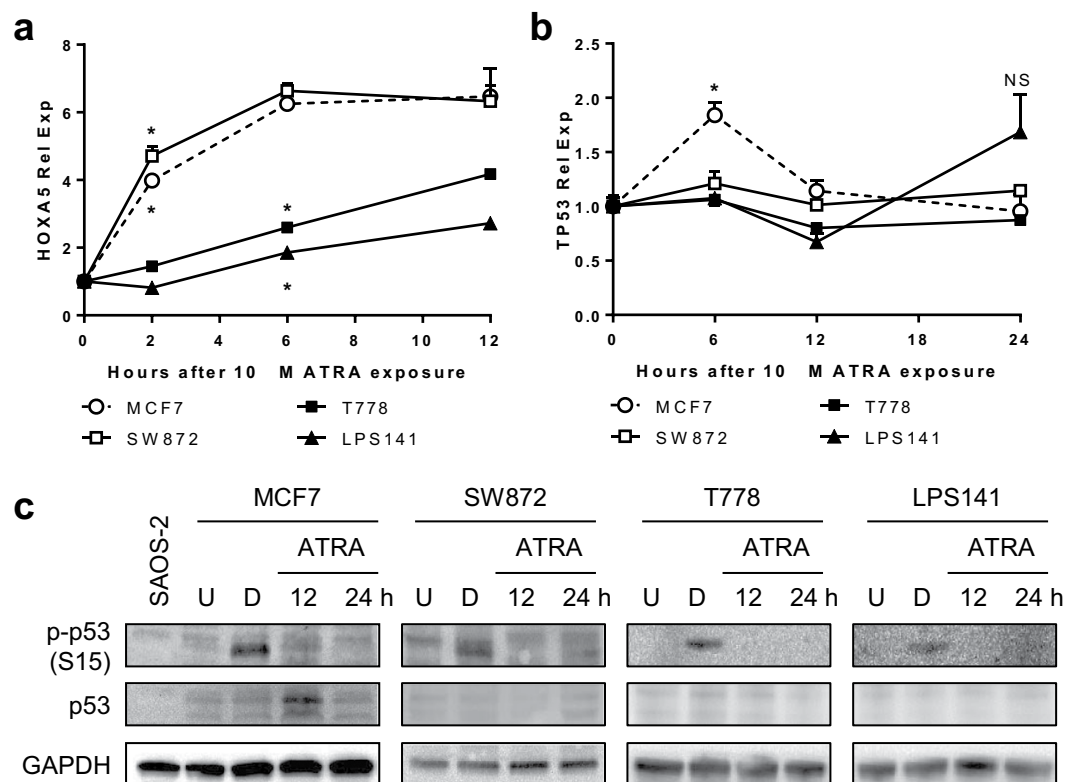 a
HOXA5 Rel Exp
8
6
4
2
0
*
*
*
*
0 2 4 6 8 10 12
Hours after 10 M ATRA exposure
MCF7 T778
SW872 LPS141
b
TP53 Rel Exp
2.5
2.0
1.5
1.0
0.5
0.0
*
NS
0 6 12 18 24
Hours after 10 M ATRA exposure
MCF7 T778
SW872 LPS141
c
SAOS-2
MCF7 SW872 T778 LPS141
ATRA ATRA ATRA ATRA
U D 12 24 h U D 12 24 h U D 12 24 h U D 12 24 h
p-p53
(S15)
p53
GAPDH